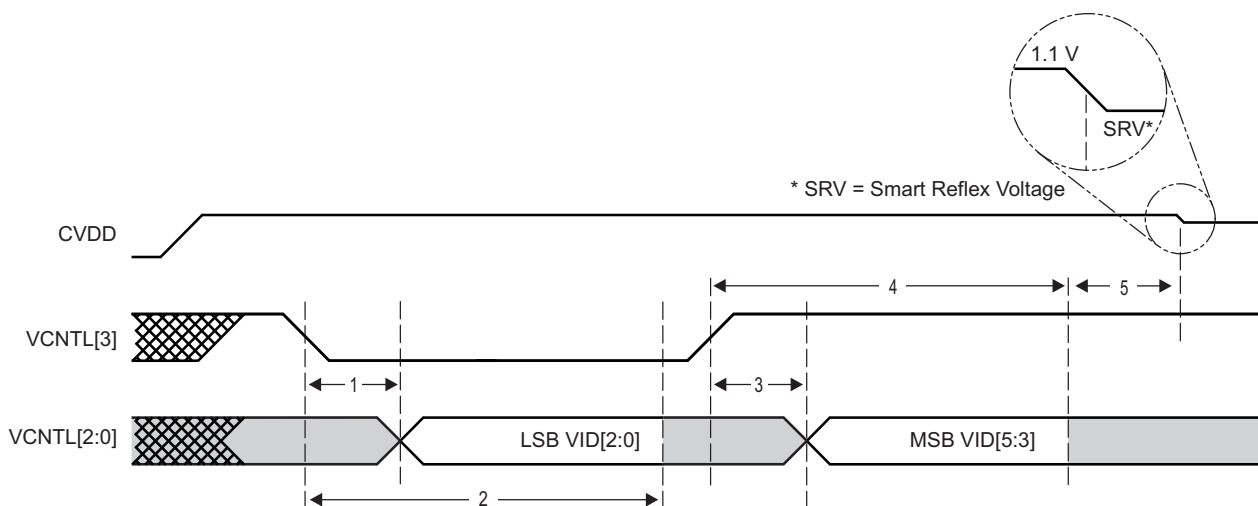 1.1 V
SRV*
* SRV = Smart Reflex Voltage
CVDD
4
5
VCNTL[3]
1
3
VCNTL[2:0]
LSB VID[2:0]
MSB VID[5:3]
2